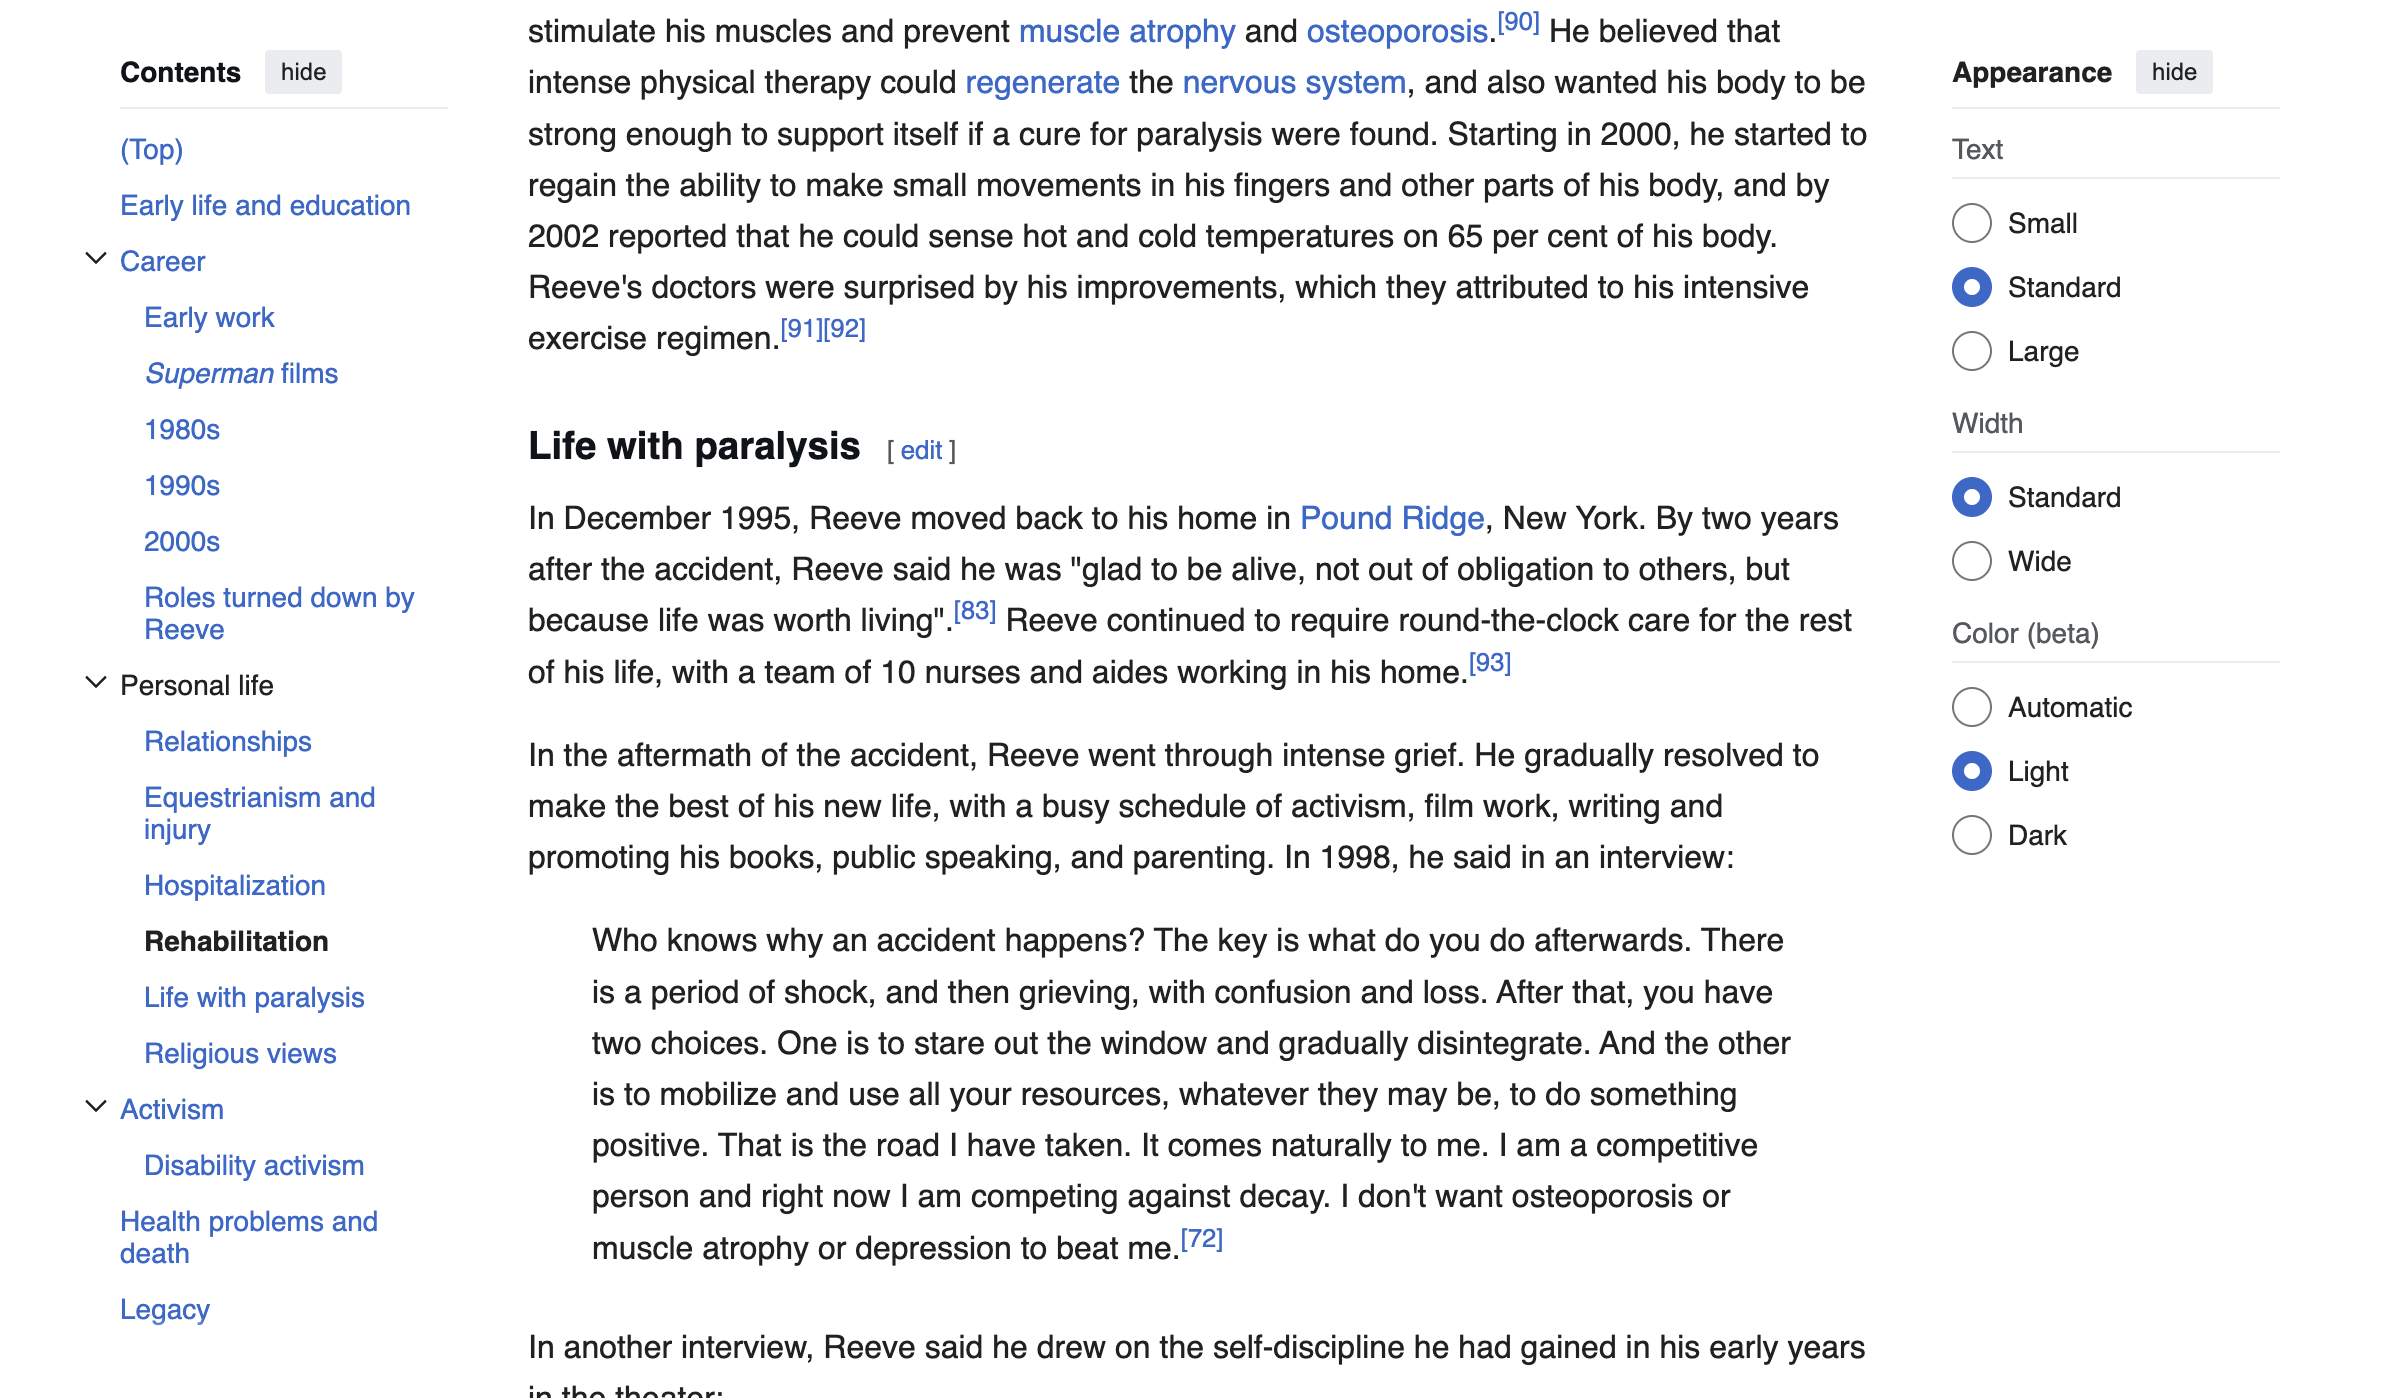 Contents hide
(Top)
Early life and education
Career
Early work
Superman films
1980s
1990s
2000s
Roles turned down by
Reeve
Personal life
Relationships
Equestrianism and
injury
Hospitalization
Rehabilitation
Life with paralysis
Religious views
Activism
Disability activism
Health problems and
death
Legacy
stimulate his muscles and prevent muscle atrophy and osteoporosis.[90] He believed that
intense physical therapy could regenerate the nervous system, and also wanted his body to be
strong enough to support itself if a cure for paralysis were found. Starting in 2000, he started to
regain the ability to make small movements in his fingers and other parts of his body, and by
2002 reported that he could sense hot and cold temperatures on 65 per cent of his body.
Reeve's doctors were surprised by his improvements, which they attributed to his intensive
exercise regimen.[91][92]
Life with paralysis [ edit ]
In December 1995, Reeve moved back to his home in Pound Ridge, New York. By two years
after the accident, Reeve said he was "glad to be alive, not out of obligation to others, but
because life was worth living".[83] Reeve continued to require round-the-clock care for the rest
of his life, with a team of 10 nurses and aides working in his home.[93]
In the aftermath of the accident, Reeve went through intense grief. He gradually resolved to
make the best of his new life, with a busy schedule of activism, film work, writing and
promoting his books, public speaking, and parenting. In 1998, he said in an interview:
Who knows why an accident happens? The key is what do you do afterwards. There
is a period of shock, and then grieving, with confusion and loss. After that, you have
two choices. One is to stare out the window and gradually disintegrate. And the other
is to mobilize and use all your resources, whatever they may be, to do something
positive. That is the road I have taken. It comes naturally to me. I am a competitive
person and right now I am competing against decay. I don't want osteoporosis or
muscle atrophy or depression to beat me.[72]
In another interview, Reeve said he drew on the self-discipline he had gained in his early years
in the theater:
Appearance hide
Text
Small
Standard
Large
Width
Standard
Wide
Color (beta)
Automatic
Light
Dark